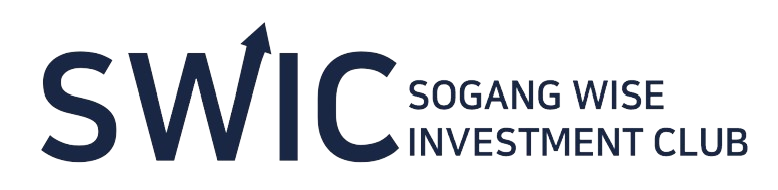 SWIC
SOGANG WISE
INVESTMENT CLUB